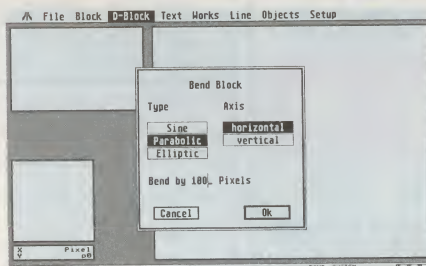 File Block D-Block Text Works Line Objects Setup
Bend Block
Type Axis
Sine horizontal
Parabolic vertical
Elliptic
Bend by 100 Pixels
Cancel Ok
X Pixel
Y